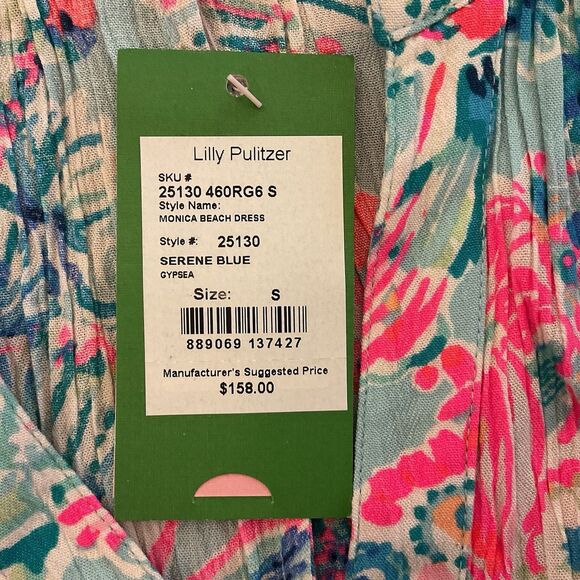 Lilly Pulitzer
SKU #
25130 460RG6 S
Style Name:
MONICA BEACH DRESS
Style #: 25130
SERENE BLUE
GYPSEA
Size: S
889069 137427
Manufacturer's Suggested Price
$158.00